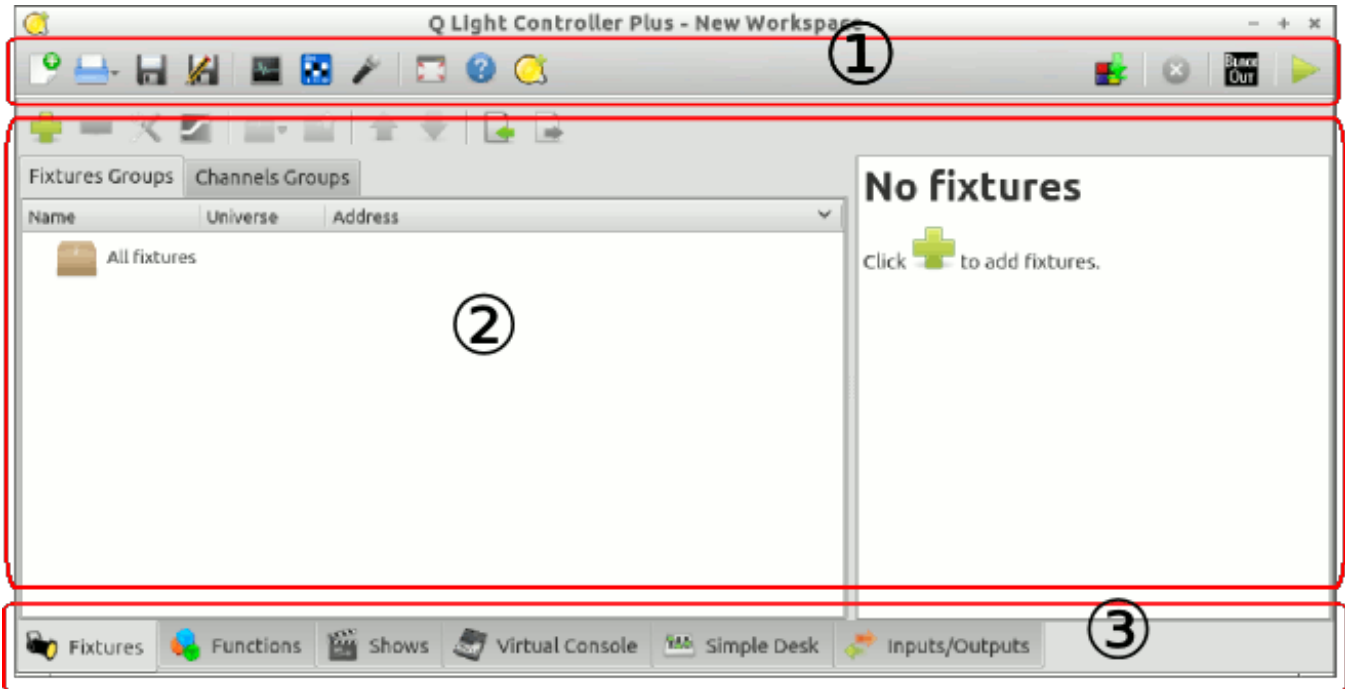 Q Light Controller Plus - New Workspace
①
BLACK
OUT
Fixtures Groups Channels Groups
Name Universe Address
All fixtures
No fixtures
Click to add fixtures.
②
③
Fixtures Functions Shows Virtual Console Simple Desk Inputs/Outputs